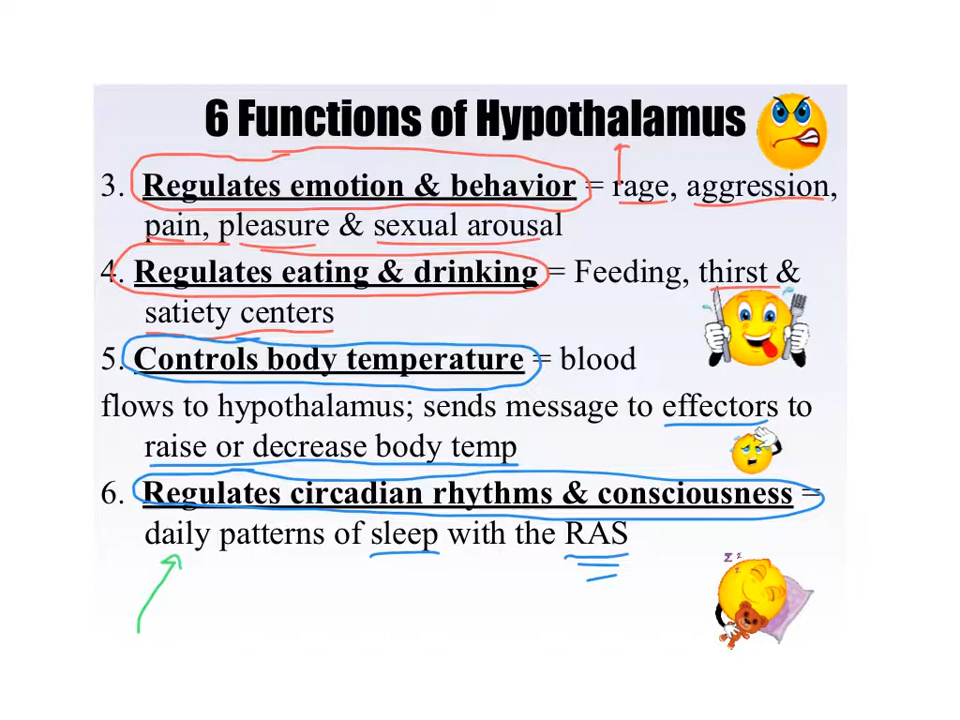 6 Functions of Hypothalamus
3. Regulates emotion & behavior = rage, aggression,
pain, pleasure & sexual arousal
4. Regulates eating & drinking = Feeding, thirst &
satiety centers
5. Controls body temperature = blood
flows to hypothalamus; sends message to effectors to
raise or decrease body temp
6. Regulates circadian rhythms & consciousness =
daily patterns of sleep with the RAS
z z
z